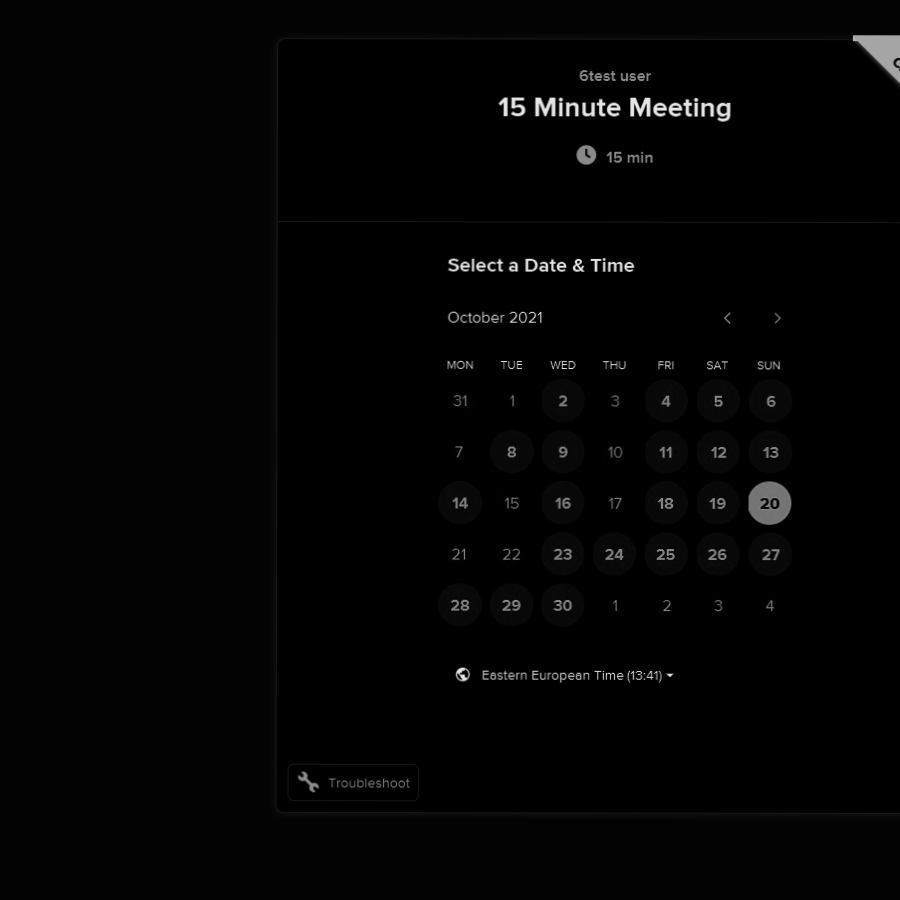 6test user
15 Minute Meeting
15 min
Select a Date & Time
October 2021
MON TUE WED THU FRI SAT SUN
31 1 2 3 4 5 6
7 8 9 10 11 12 13
14 15 16 17 18 19 20
21 22 23 24 25 26 27
28 29 30 1 2 3 4
Eastern European Time (13:41)
Troubleshoot